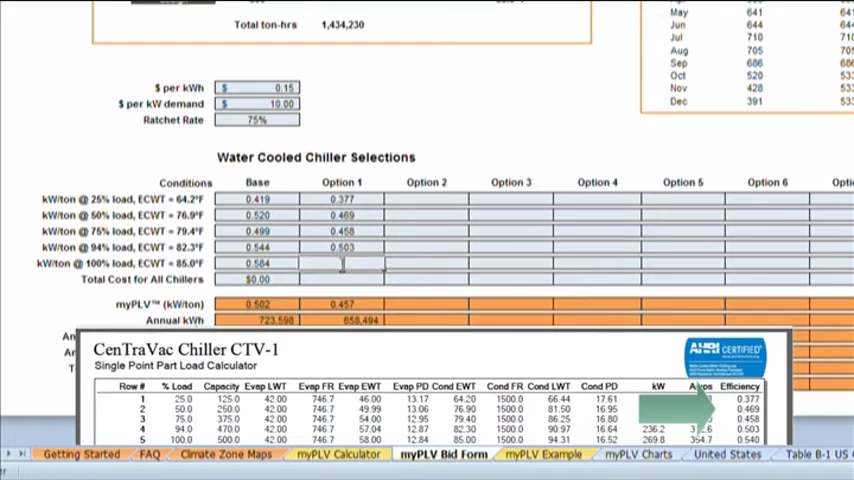 Total ton-hrs 1,434,230
May 641 641
Jun 644 644
Jul 710
Aug 705
Sep 686
Oct 520
Nov 428
Dec 391
$ per kWh $ 0.15
$ per kW demand $ 10.00
Ratchet Rate 75%
Water Cooled Chiller Selections
Conditions Base Option 1 Option 2 Option 3 Option 4 Option 5 Option 6
kW/ton @ 25% load, ECWT = 64.2°F 0.419 0.377
kW/ton @ 50% load, ECWT = 76.9°F 0.520 0.469
kW/ton @ 75% load, ECWT = 79.4°F 0.499 0.458
kW/ton @ 94% load, ECWT = 82.3°F 0.544 0.503
kW/ton @ 100% load, ECWT = 85.0°F 0.584
Total Cost for All Chillers $0.00
myPLV™ (kW/ton) 0.502 0.457
Annual kWh 723,598 658,494
CenTraVac Chiller CTV-1
Single Point Part Load Calculator
AHRI CERTIFIED
Row # % Load Capacity Evap LWT Evap FR Evap EWT Evap PD Cond EWT Cond FR Cond LWT Cond PD kW Efficiency
1 25.0 125.0 42.00 746.7 46.00 13.17 64.20 1500.0 66.44 17.61 0.377
2 50.0 250.0 42.00 746.7 49.99 13.06 76.90 1500.0 81.50 16.95 0.469
3 75.0 375.0 42.00 746.7 54.00 12.95 79.40 1500.0 86.25 16.80 0.458
4 94.0 470.0 42.00 746.7 57.04 12.87 82.30 1500.0 90.97 16.64 236.2 0.503
5 100.0 500.0 42.00 746.7 58.00 12.84 85.00 1500.0 94.31 16.52 269.8 354.7 0.540
Getting Started FAQ Climate Zone Maps myPLV Calculator myPLV Bid Form myPLV Example myPLV Charts United States Table B-1 US